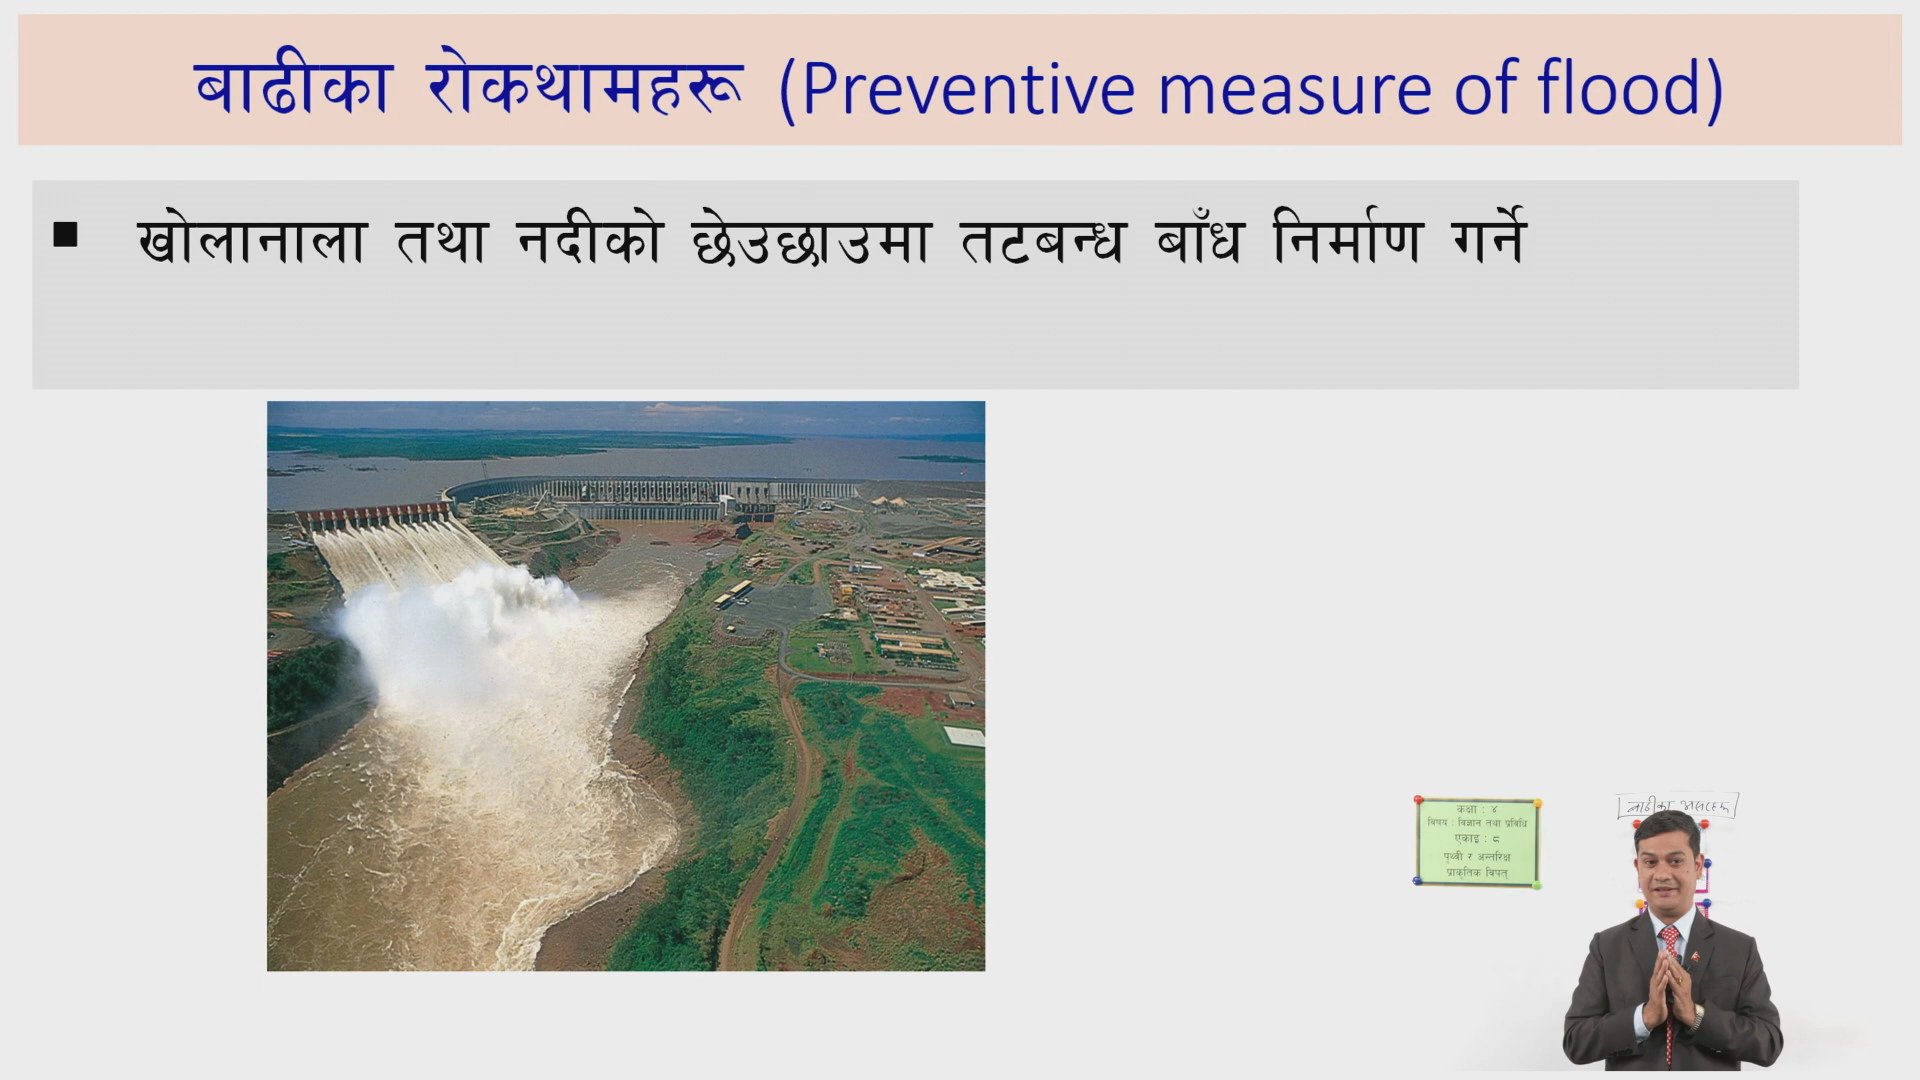 बाढीका रोकथामहरू (Preventive measure of flood)
▪ खोलानाला तथा नदीको छेउछाउमा तटबन्ध बाँध निर्माण गर्ने
कक्षा : ४
विषय : विज्ञान तथा प्रविधि
एकाइ : ८
पृथ्वी र अन्तरिक्ष
प्राकृतिक विपत्
बाढीका